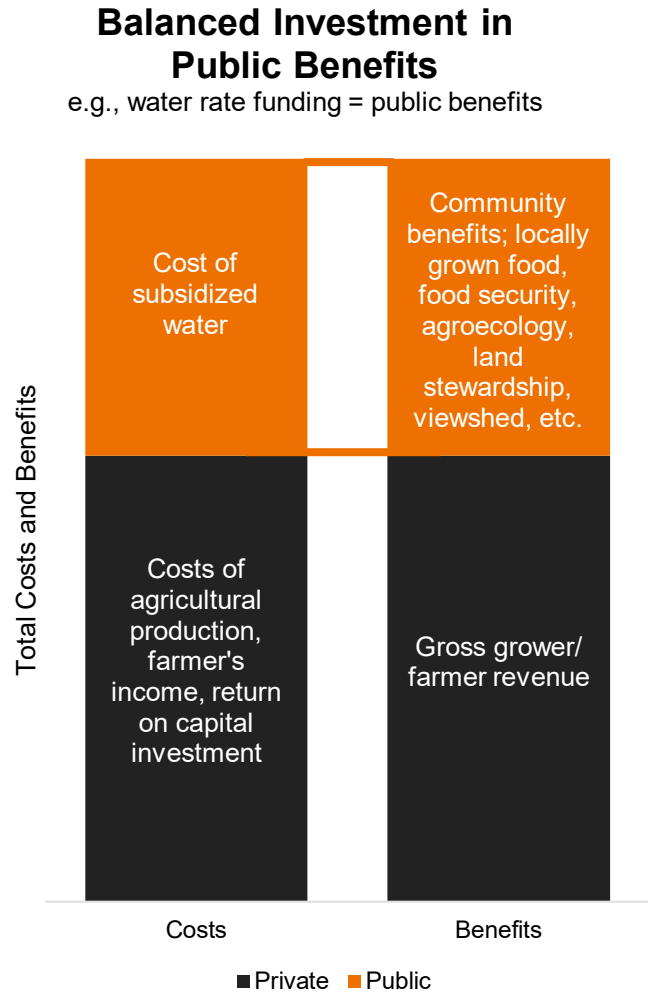 Balanced Investment in
Public Benefits
e.g., water rate funding = public benefits
Total Costs and Benefits
Cost of
subsidized
water
Community
benefits; locally
grown food,
food security,
agroecology,
land
stewardship,
viewshed, etc.
Costs of
agricultural
production,
farmer's
income, return
on capital
investment
Gross grower/
farmer revenue
Costs
Benefits
Private
Public